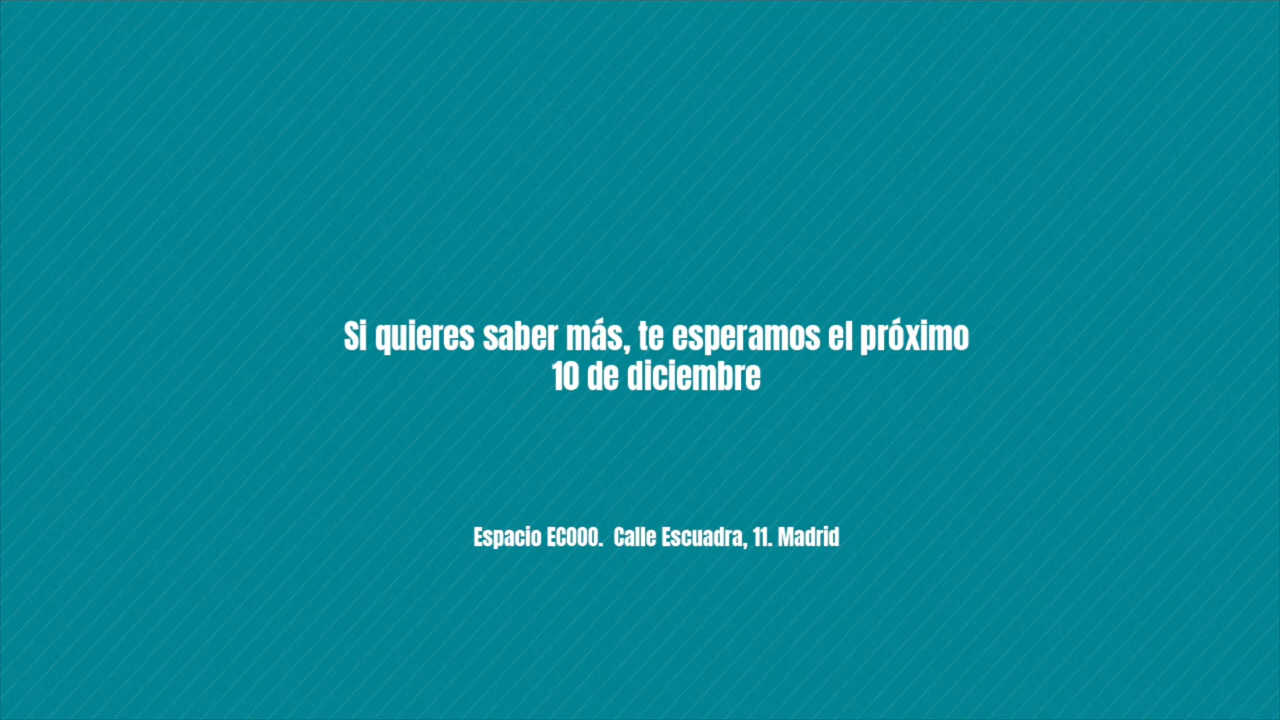 Si quieres saber más, te esperamos el próximo
10 de diciembre
Espacio ECOOO. Calle Escuadra, 11. Madrid